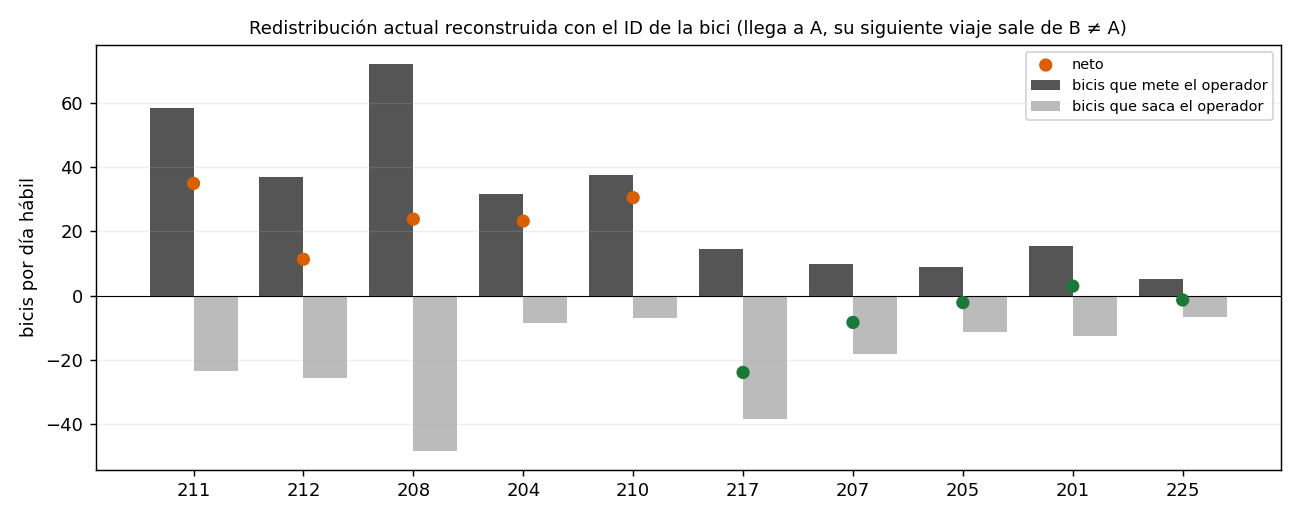 Redistribución actual reconstruida con el ID de la bici (llega a A, su siguiente viaje sale de B ≠ A)
neto
bicis que mete el operador
bicis que saca el operador
bicis por día hábil
60
40
20
0
−20
−40
211 212 208 204 210 217 207 205 201 225